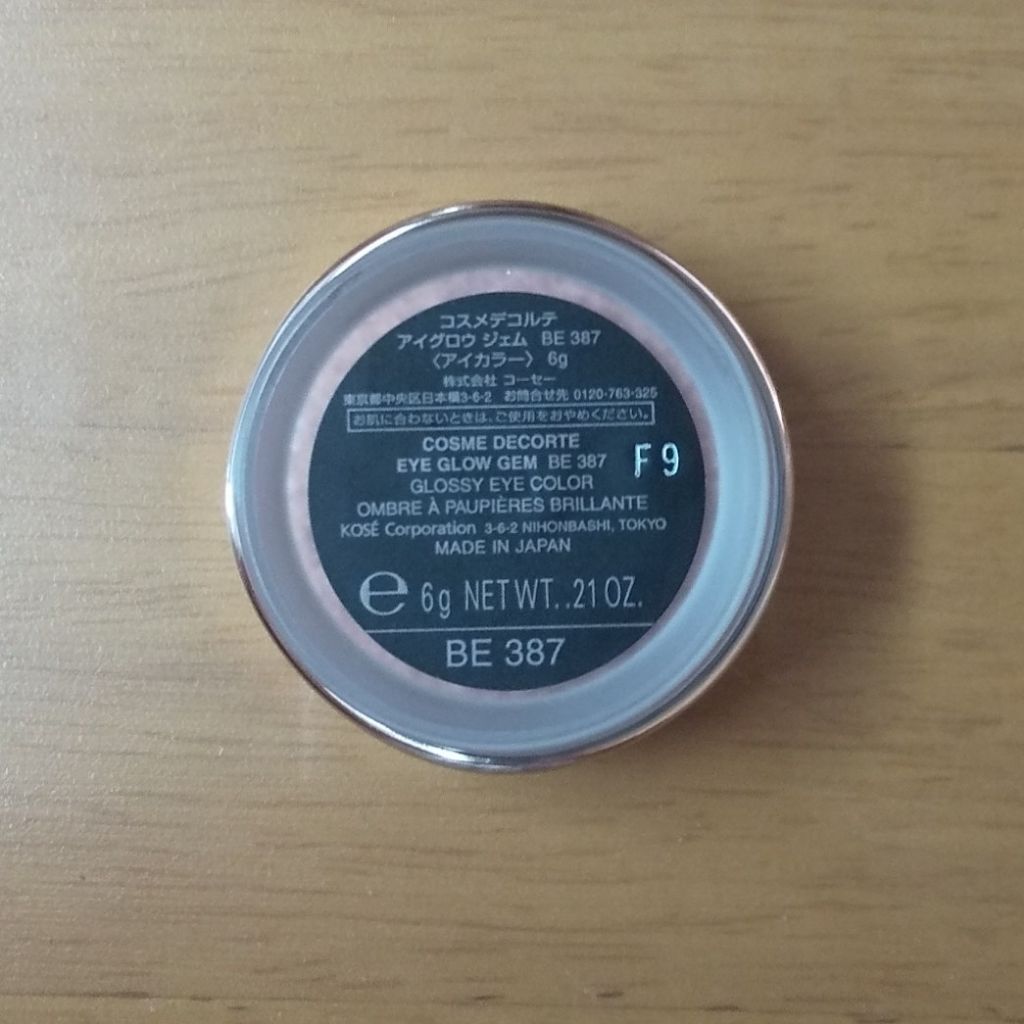 コスメデコルテ
アイグロウ ジェム BE 387
〈アイカラー〉 6g
株式会社 コーセー
東京都中央区日本橋3-6-2 お問合せ先 0120-763-325
お肌に合わないときは、ご使用をおやめください。
COSME DECORTE
EYE GLOW GEM BE 387
F9
GLOSSY EYE COLOR
OMBRE À PAUPIÈRES BRILLANTE
KOSÉ Corporation 3-6-2 NIHONBASHI, TOKYO
MADE IN JAPAN
e 6g NET WT. .21 OZ.
BE 387